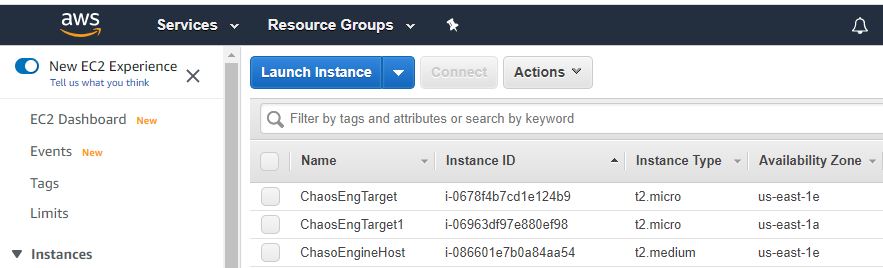 aws
Services
Resource Groups
New EC2 Experience
Tell us what you think
EC2 Dashboard New
Events New
Tags
Limits
Instances
Launch Instance
Connect
Actions
Filter by tags and attributes or search by keyword
Name Instance ID Instance Type Availability Zone
ChaosEngTarget i-0678f4b7cd1e124b9 t2.micro us-east-1e
ChaosEngTarget1 i-06963df97e880ef98 t2.micro us-east-1a
ChasoEngineHost i-086601e7b0a84aa54 t2.medium us-east-1e